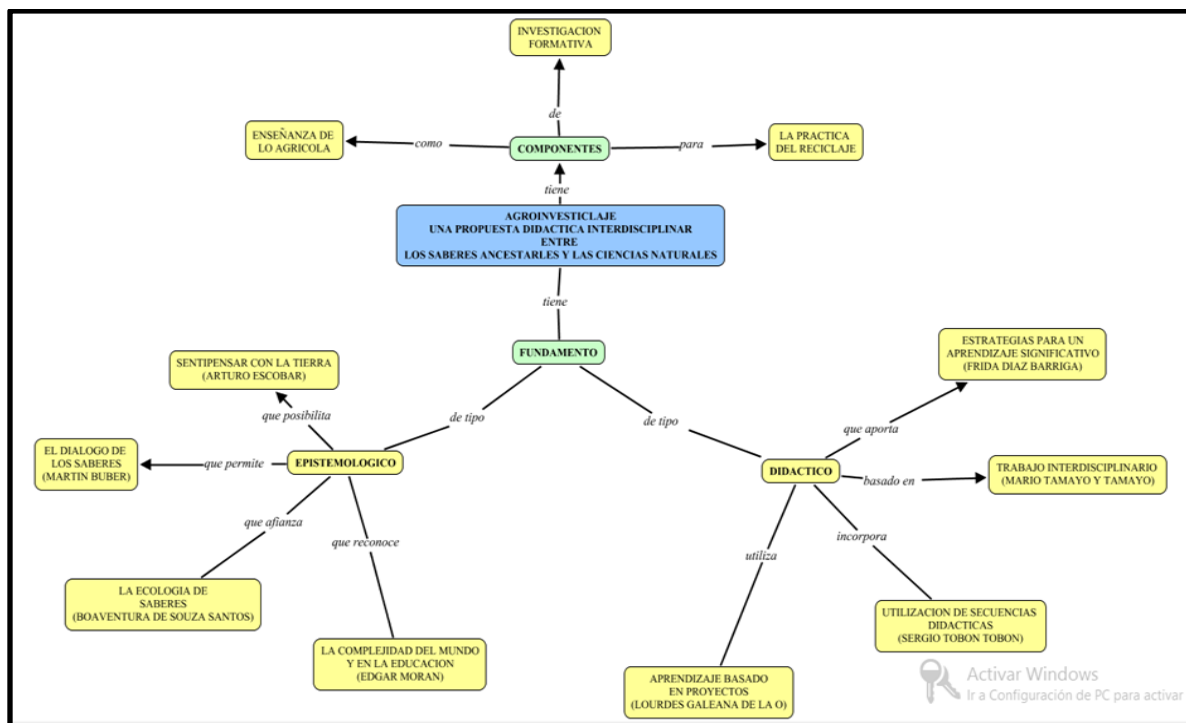 INVESTIGACION
FORMATIVA
de
ENSEÑANZA DE
LO AGRICOLA
como
COMPONENTES
para
LA PRACTICA
DEL RECICLAJE
tiene
AGROINVESTICLAJE
UNA PROPUESTA DIDACTICA INTERDISCIPLINAR
ENTRE
LOS SABERES ANCESTARLES Y LAS CIENCIAS NATURALES
tiene
FUNDAMENTO
de tipo
de tipo
SENTIPENSAR CON LA TIERRA
(ARTURO ESCOBAR)
que posibilita
EL DIALOGO DE
LOS SABERES
(MARTIN BUBER)
que permite
EPISTEMOLOGICO
que afianza
LA ECOLOGIA DE
SABERES
(BOAVENTURA DE SOUZA SANTOS)
que reconoce
LA COMPLEJIDAD DEL MUNDO
Y EN LA EDUCACION
(EDGAR MORAN)
ESTRATEGIAS PARA UN
APRENDIZAJE SIGNIFICATIVO
(FRIDA DIAZ BARRIGA)
que aporta
DIDACTICO
basado en
TRABAJO INTERDISCIPLINARIO
(MARIO TAMAYO Y TAMAYO)
incorpora
UTILIZACION DE SECUENCIAS
DIDACTICAS
(SERGIO TOBON TOBON)
utiliza
APRENDIZAJE BASADO
EN PROYECTOS
(LOURDES GALEANA DE LA O)
Activar Windows
Ir a Configuración de PC para activar